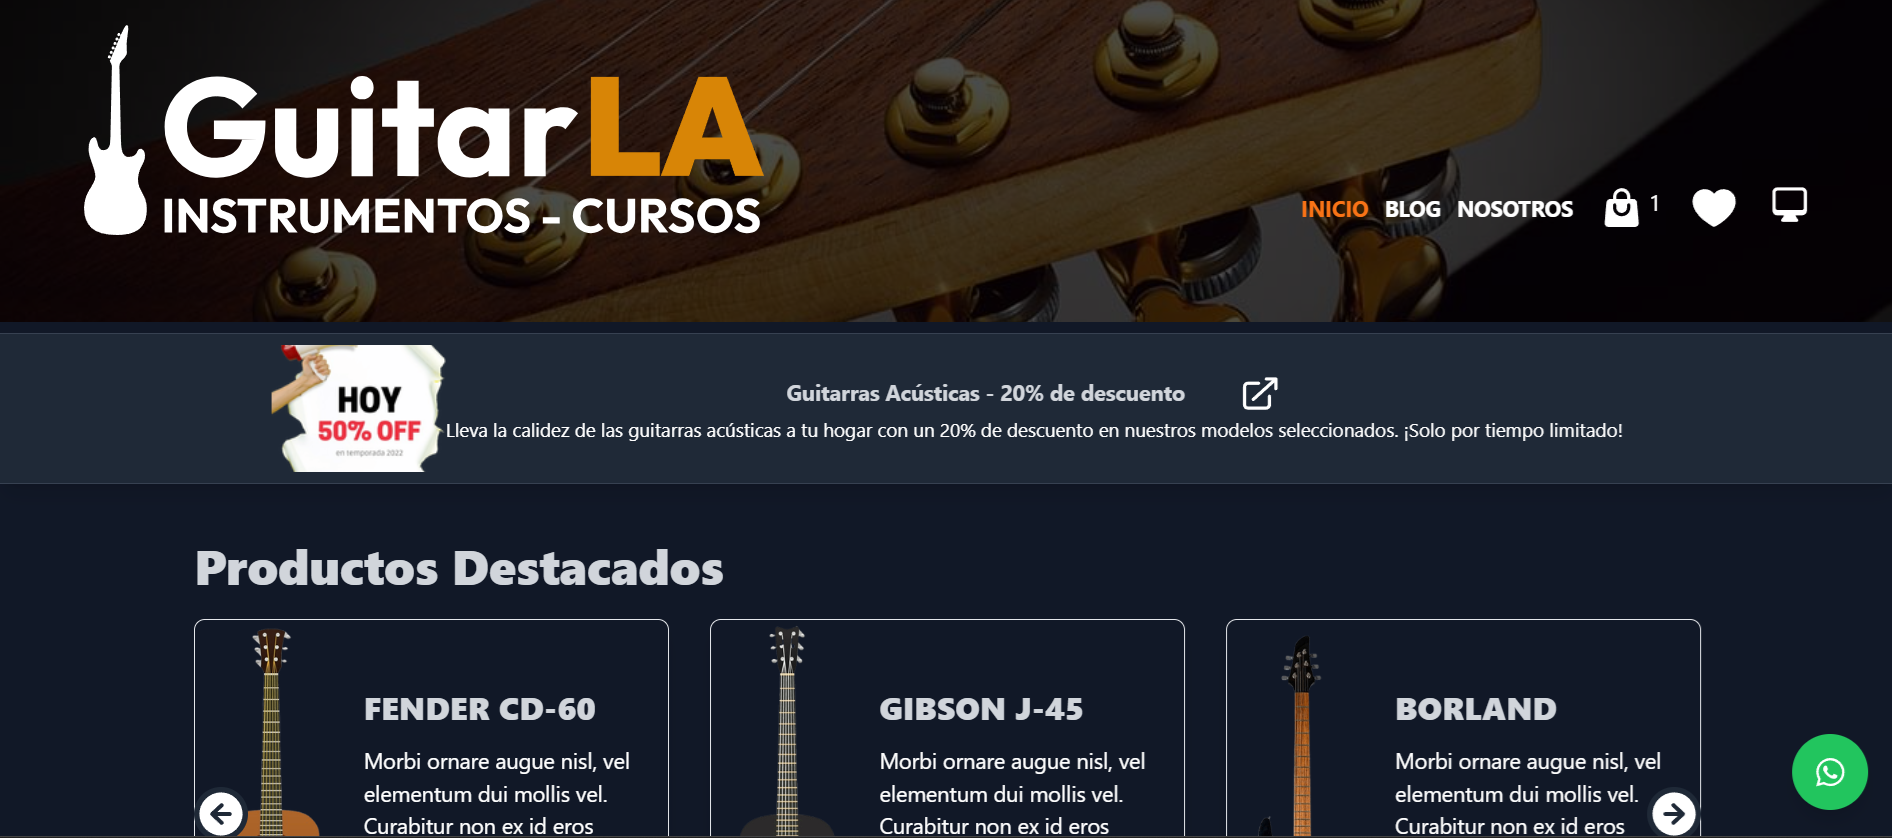 GuitarLA
INSTRUMENTOS - CURSOS
INICIO BLOG NOSOTROS 1
HOY
50% OFF
en temporada 2022
Guitarras Acústicas - 20% de descuento
Lleva la calidez de las guitarras acústicas a tu hogar con un 20% de descuento en nuestros modelos seleccionados. ¡Solo por tiempo limitado!
Productos Destacados
FENDER CD-60
Morbi ornare augue nisl, vel
elementum dui mollis vel.
Curabitur non ex id eros
GIBSON J-45
Morbi ornare augue nisl, vel
elementum dui mollis vel.
Curabitur non ex id eros
BORLAND
Morbi ornare augue nisl, vel
elementum dui mollis vel.
Curabitur non ex id eros